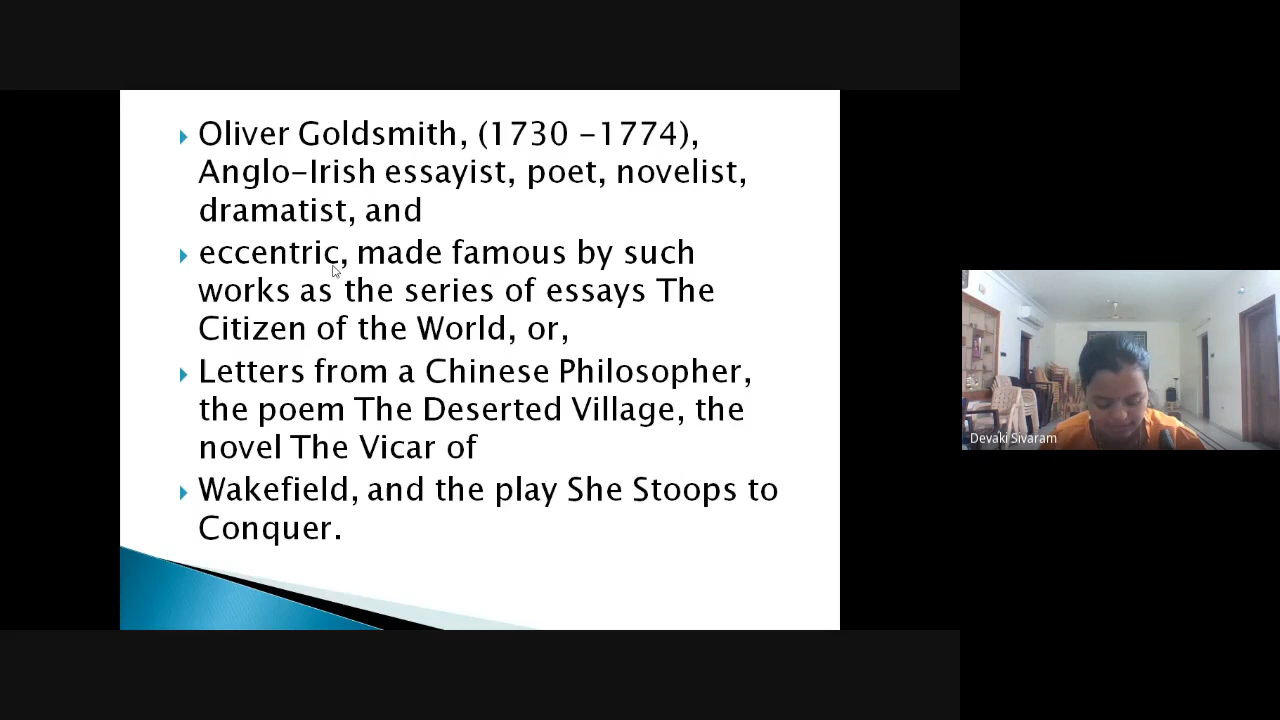 Oliver Goldsmith, (1730 -1774),
Anglo-Irish essayist, poet, novelist,
dramatist, and
eccentric, made famous by such
works as the series of essays The
Citizen of the World, or,
Letters from a Chinese Philosopher,
the poem The Deserted Village, the
novel The Vicar of
Wakefield, and the play She Stoops to
Conquer.
Devaki Sivaram